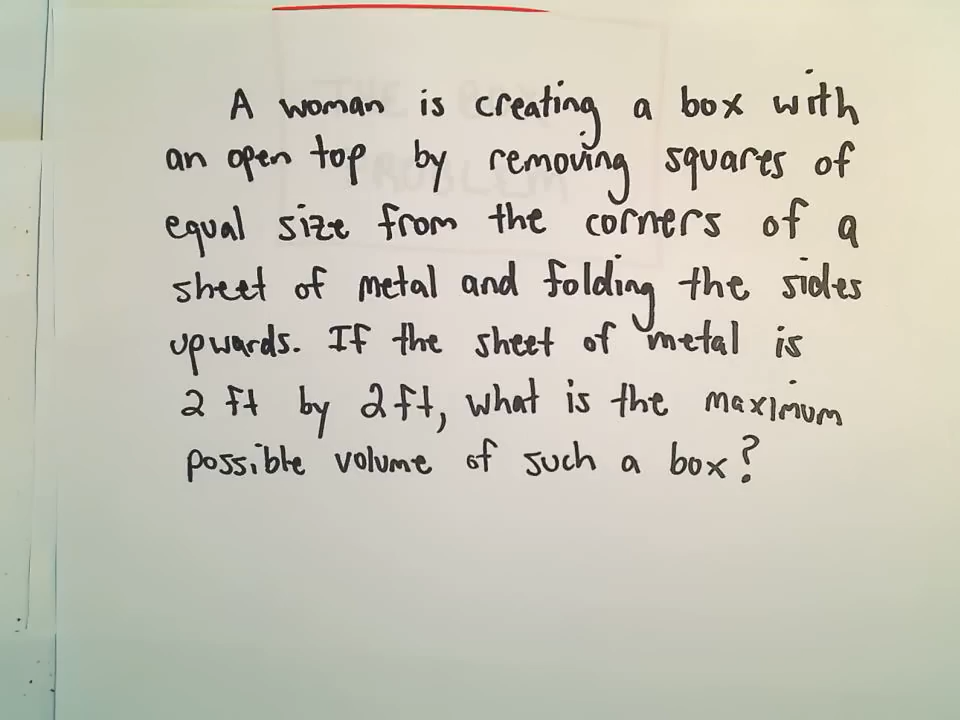 A woman is creating a box with
an open top by removing squares of
equal size from the corners of a
sheet of metal and folding the sides
upwards. If the sheet of metal is
2 ft by 2ft, what is the maximum
possible volume of such a box?